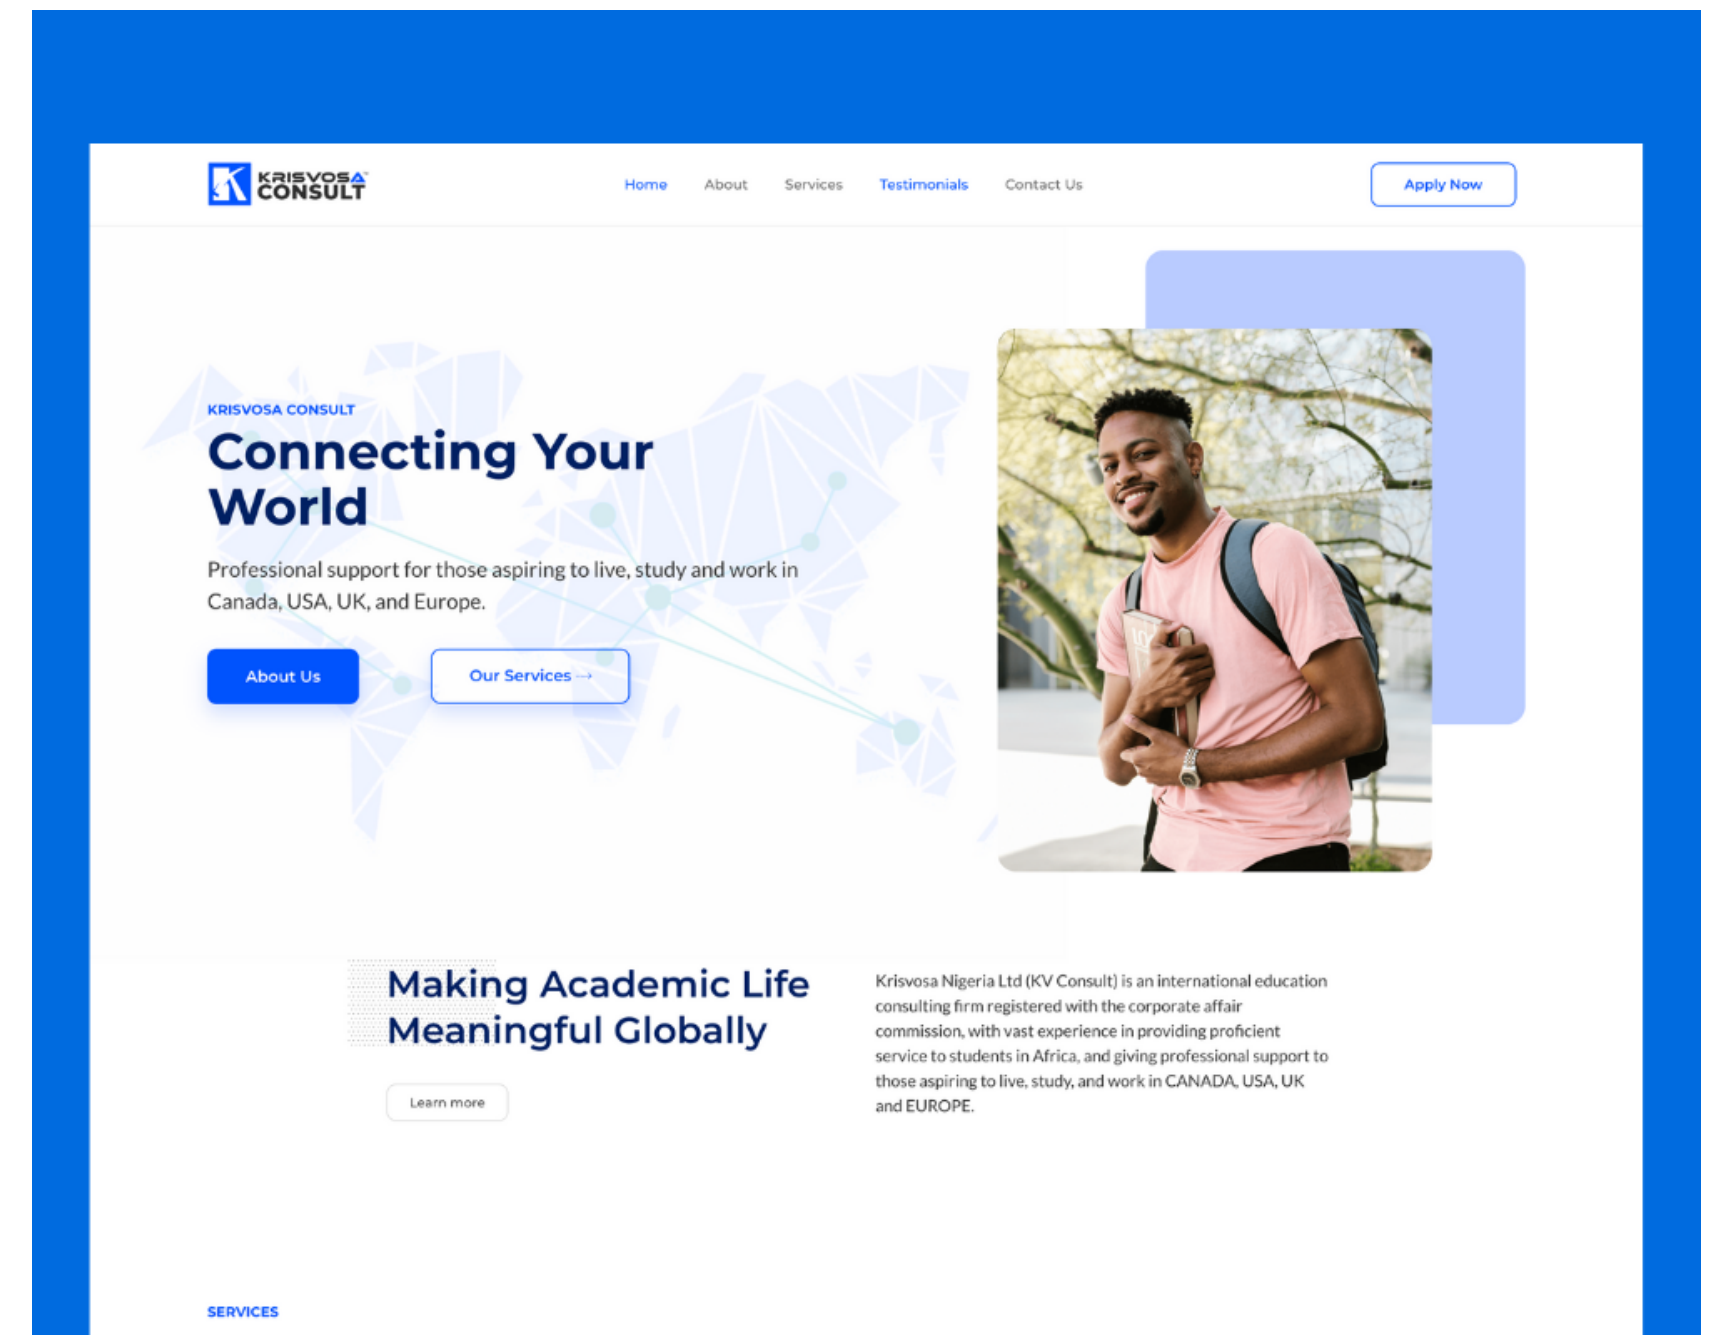 KRISVOSA
CONSULT
Home About Services Testimonials Contact Us
Apply Now
KRISVOSA CONSULT
Connecting Your
World
Professional support for those aspiring to live, study and work in
Canada, USA, UK, and Europe.
About Us
Our Services →
Making Academic Life
Meaningful Globally
Learn more
Krisvosa Nigeria Ltd (KV Consult) is an international education
consulting firm registered with the corporate affair
commission, with vast experience in providing proficient
service to students in Africa, and giving professional support to
those aspiring to live, study, and work in CANADA, USA, UK
and EUROPE.
SERVICES